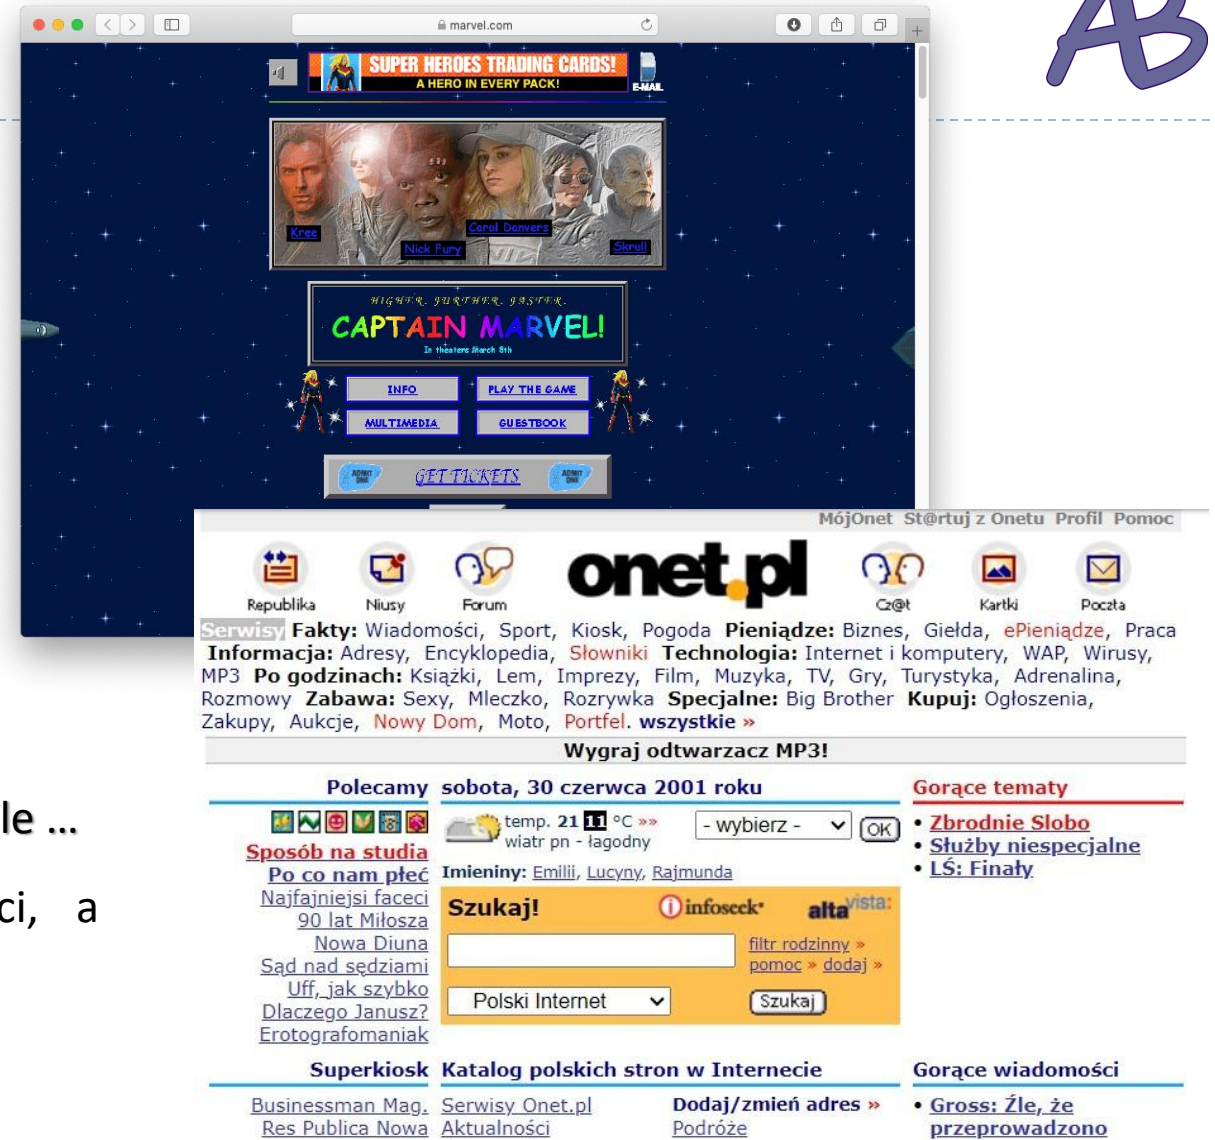 marvel.com
AB
SUPER HEROES TRADING CARDS!
A HERO IN EVERY PACK!
E-MAIL
Kree
Nick Fury
Carol Danvers
Skrull
HIGHER. FURTHER. FASTER.
CAPTAIN MARVEL!
In theaters March 8th
INFO
PLAY THE GAME
MULTIMEDIA
GUESTBOOK
ADMIT ONE
GET TICKETS
ADMIT ONE
MójOnet St@rtuj z Onetu Profil Pomoc
onet.pl
Republika Niusy Forum Cz@t Kartki Poczta
Serwisy Fakty: Wiadomości, Sport, Kiosk, Pogoda Pieniądze: Biznes, Giełda, ePieniądze, Praca
Informacja: Adresy, Encyklopedia, Słowniki Technologia: Internet i komputery, WAP, Wirusy,
MP3 Po godzinach: Książki, Lem, Imprezy, Film, Muzyka, TV, Gry, Turystyka, Adrenalina,
Rozmowy Zabawa: Sexy, Mleczko, Rozrywka Specjalne: Big Brother Kupuj: Ogłoszenia,
Zakupy, Aukcje, Nowy Dom, Moto, Portfel. wszystkie »
Wygraj odtwarzacz MP3!
Polecamy
Sposób na studia
Po co nam płeć
Najfajniejsi faceci
90 lat Miłosza
Nowa Diuna
Sąd nad sędziami
Uff, jak szybko
Dlaczego Janusz?
Erotografomaniak
sobota, 30 czerwca 2001 roku
temp. 21 11 °C »»
wiatr pn - łagodny
- wybierz -
OK
Imieniny: Emilii, Lucyny, Rajmunda
Szukaj!
infoseek
altavista:
filtr rodzinny »
pomoc » dodaj »
Polski Internet
Szukaj
Gorące tematy
• Zbrodnie Slobo
• Służby niespecjalne
• LŚ: Finały
Superkiosk
Businessman Mag.
Res Publica Nowa
Katalog polskich stron w Internecie
Serwisy Onet.pl
Aktualności
Dodaj/zmień adres »
Podróże
Gorące wiadomości
• Gross: Źle, że
przeprowadzono
le ...
ci, a